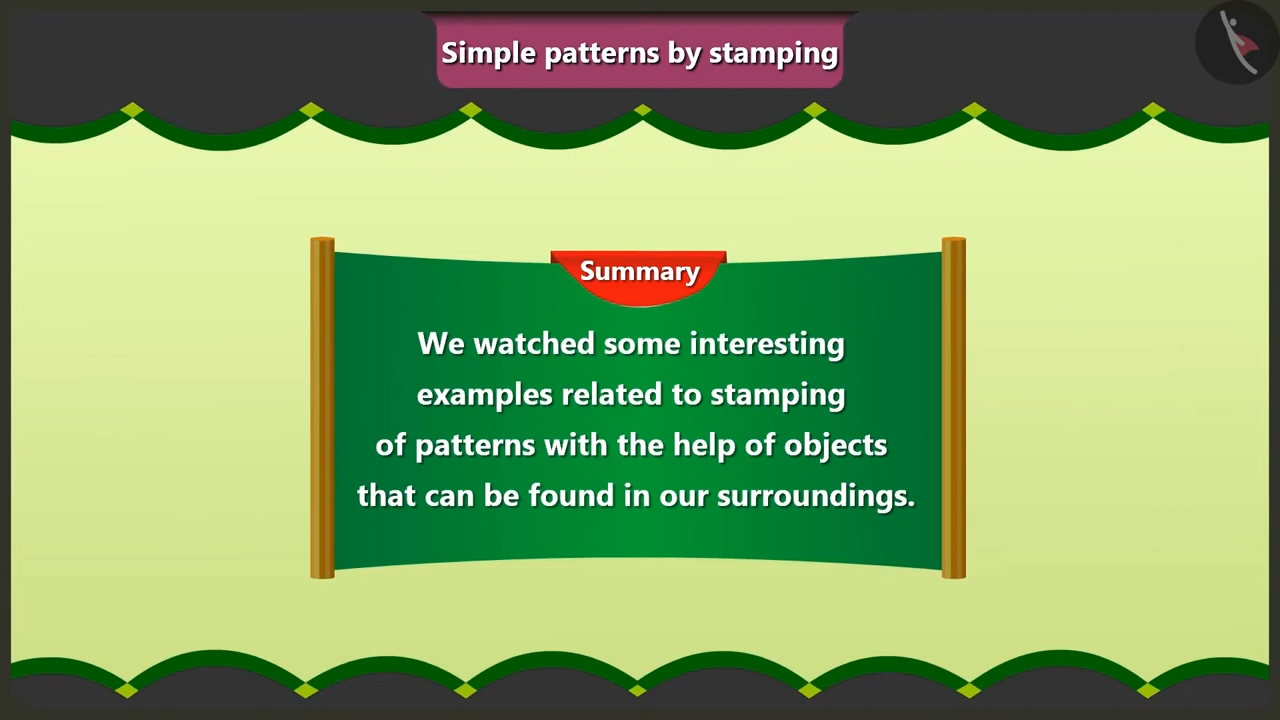 Simple patterns by stamping
Summary
We watched some interesting
examples related to stamping
of patterns with the help of objects
that can be found in our surroundings.